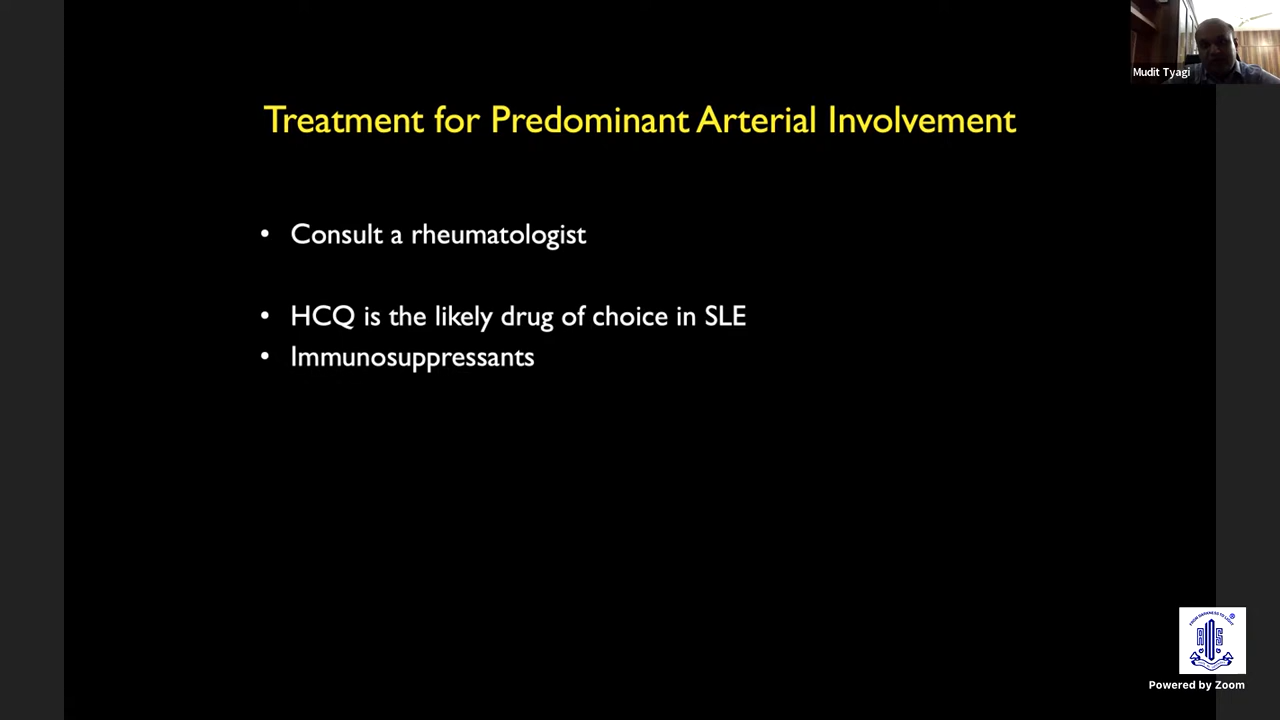 Mudit Tyagi
Treatment for Predominant Arterial Involvement
• Consult a rheumatologist
• HCQ is the likely drug of choice in SLE
• Immunosuppressants
Powered by Zoom